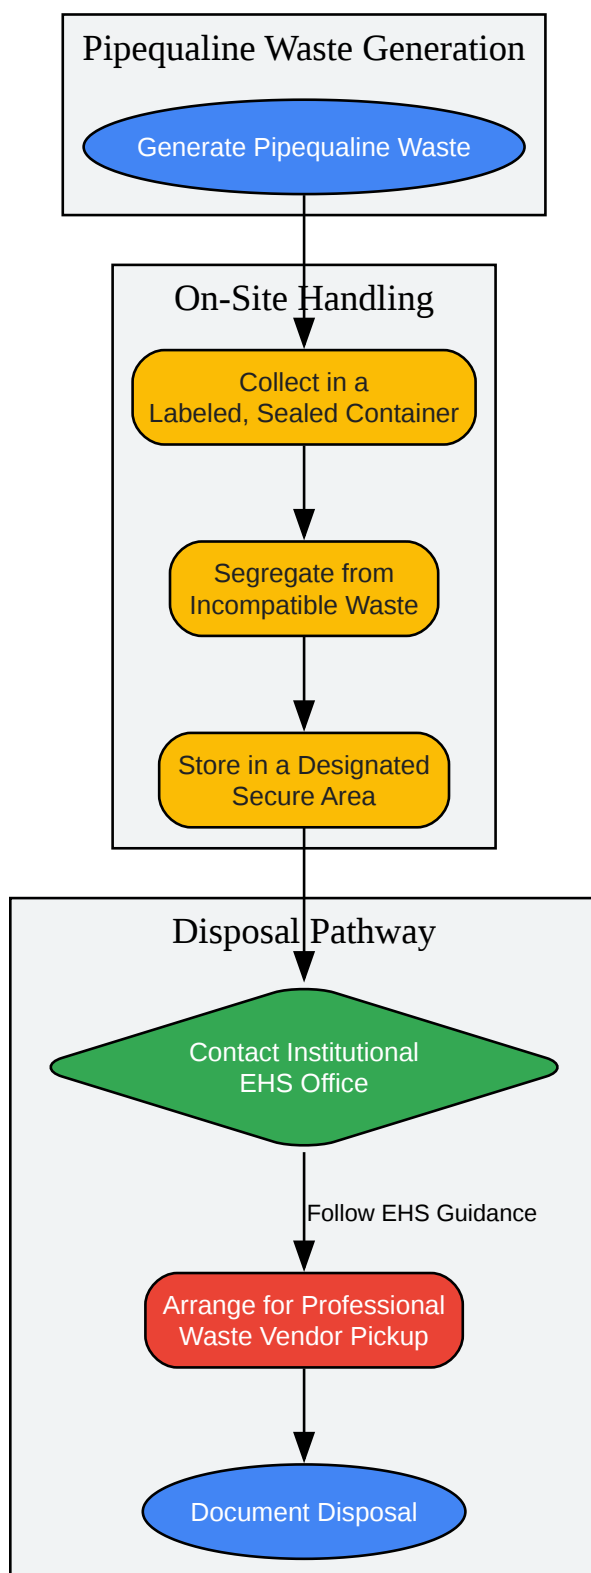 Pipequaline Waste Generation
Generate Pipequaline Waste
On-Site Handling
Collect in a
Labeled, Sealed Container
Segregate from
Incompatible Waste
Store in a Designated
Secure Area
Disposal Pathway
Contact Institutional
EHS Office
Follow EHS Guidance
Arrange for Professional
Waste Vendor Pickup
Document Disposal